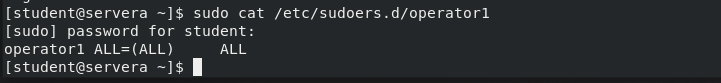 [student@servera ~]$ sudo cat /etc/sudoers.d/operator1
[sudo] password for student:
operator1 ALL=(ALL)     ALL
[student@servera ~]$